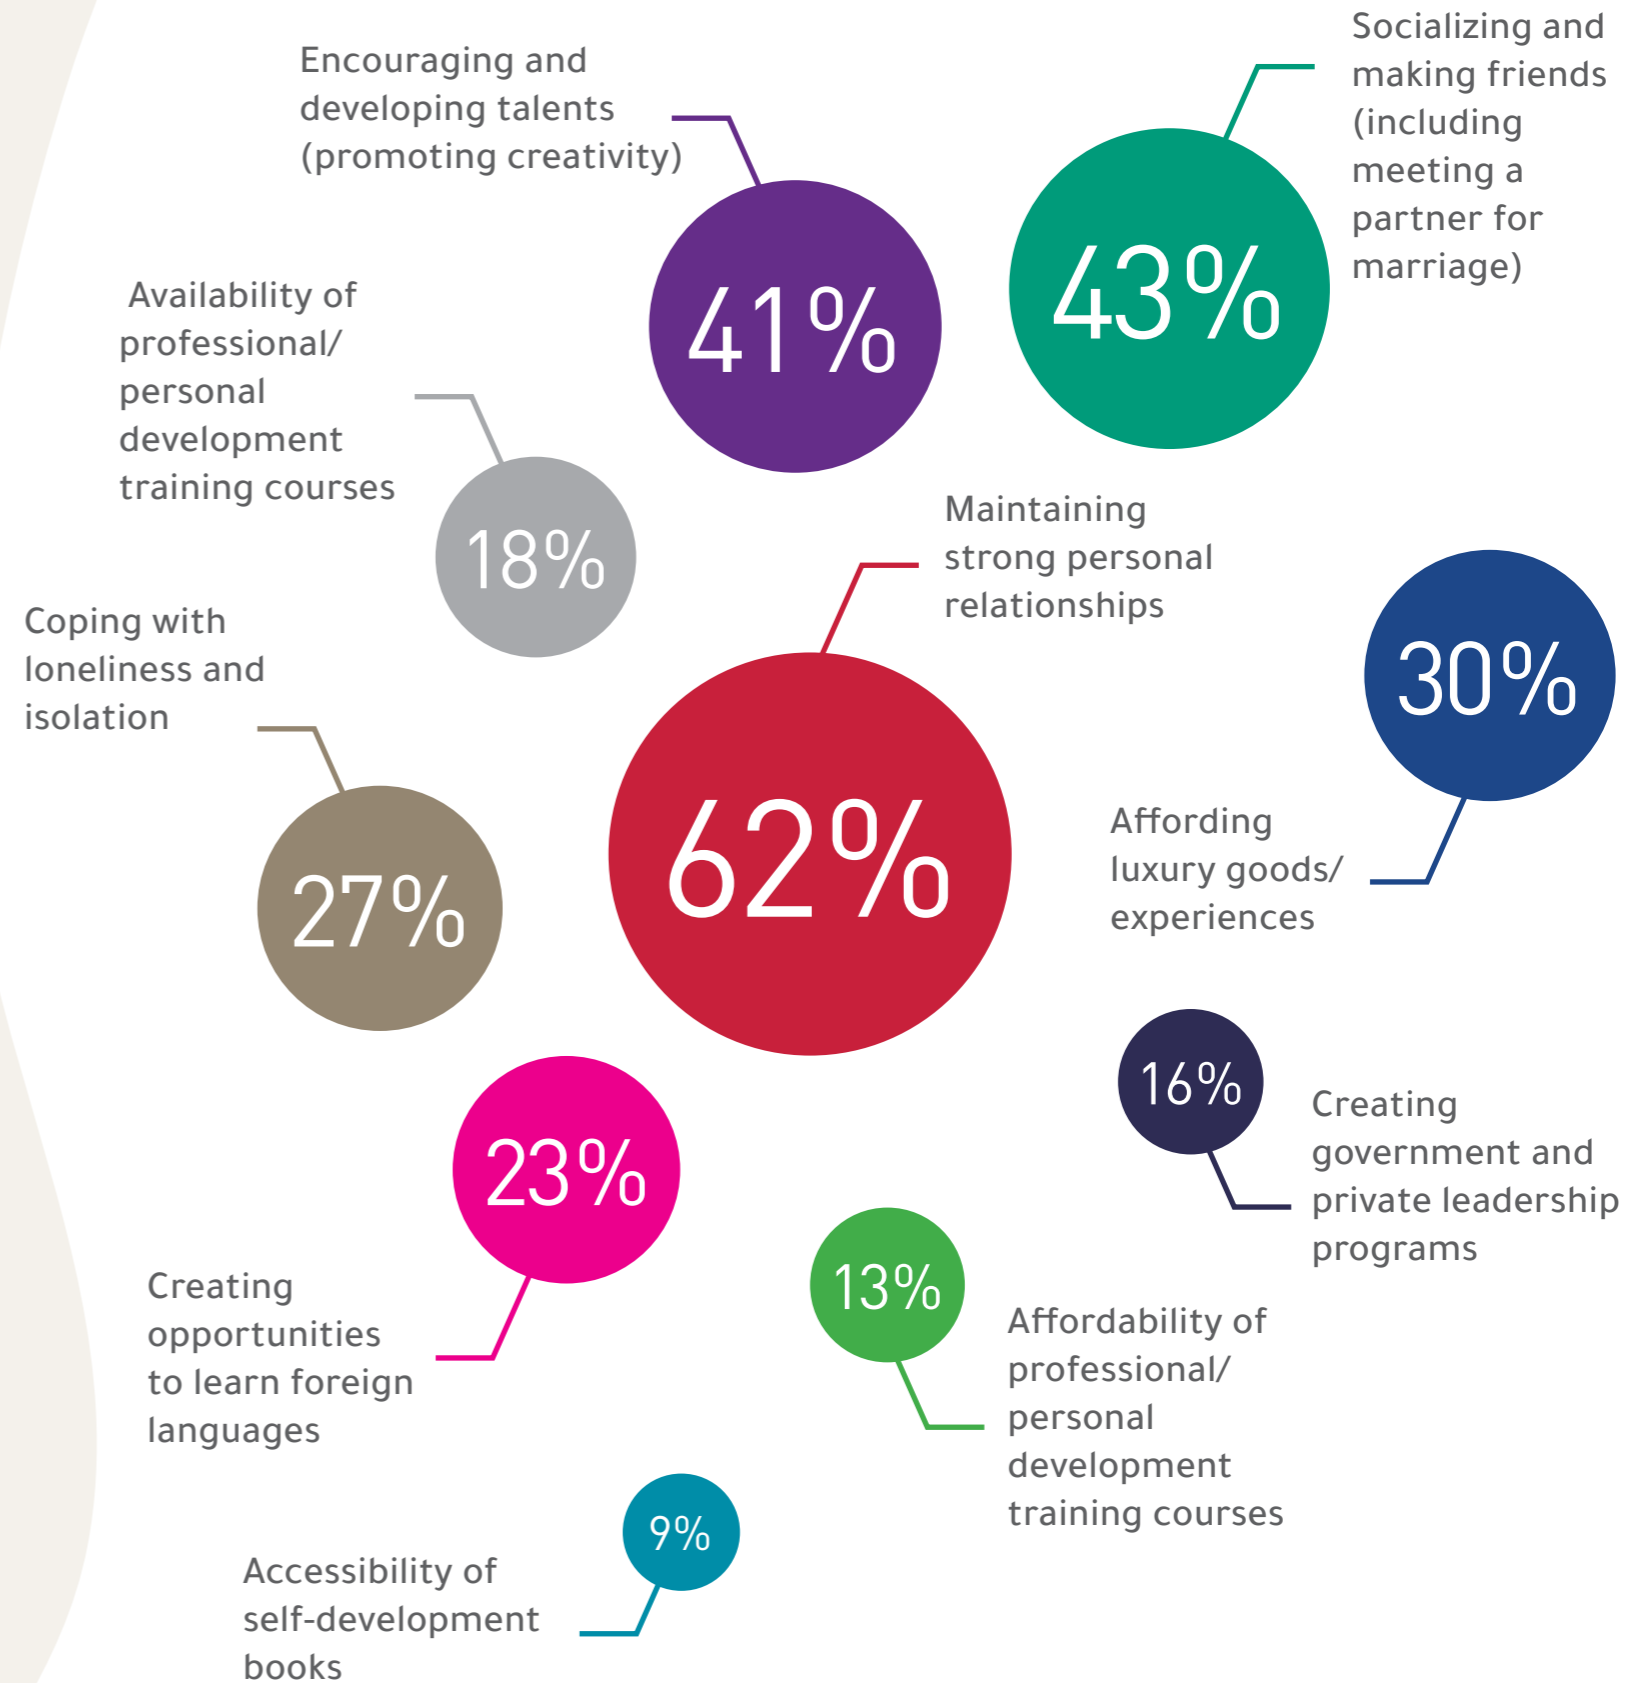 Encouraging and
developing talents
(promoting creativity)
41%
Socializing and
making friends
(including
meeting a
partner for
marriage)
43%
Availability of
professional/
personal
development
training courses
18%
Maintaining
strong personal
relationships
62%
30%
Affording
luxury goods/
experiences
Coping with
loneliness and
isolation
27%
16%
Creating
government and
private leadership
programs
23%
Creating
opportunities
to learn foreign
languages
13%
Affordability of
professional/
personal
development
training courses
9%
Accessibility of
self-development
books